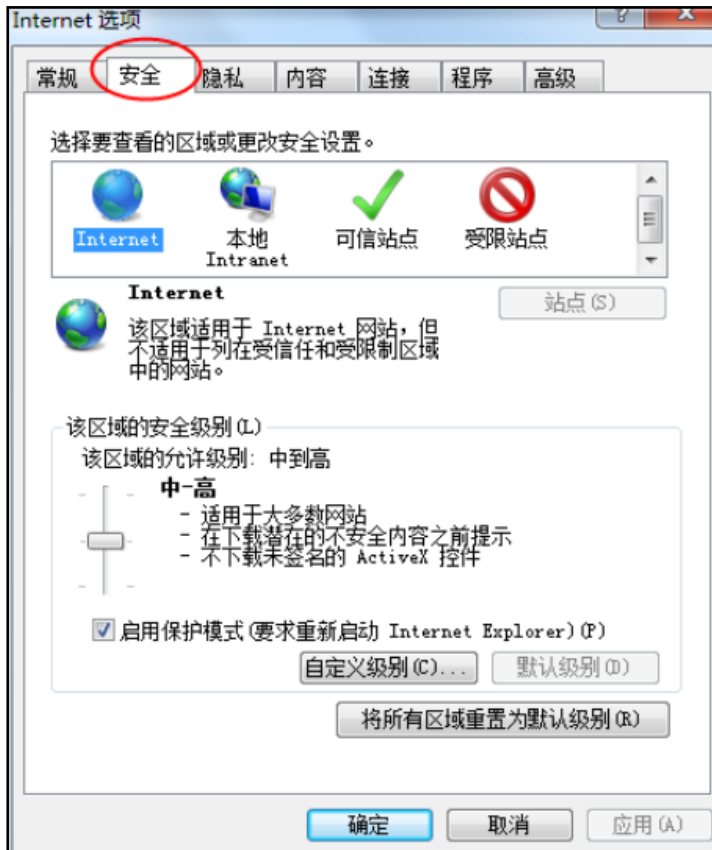 Internet 选项
常规 安全 隐私 内容 连接 程序 高级
选择要查看的区域或更改安全设置。
Internet 本地 可信站点 受限站点
Intranet
Internet
站点(S)
该区域适用于 Internet 网站，但
不适用于列在受信任和受限制区域
中的网站。
该区域的安全级别(L)
该区域的允许级别: 中到高
中-高
- 适用于大多数网站
- 在下载潜在的不安全内容之前提示
- 不下载未签名的 ActiveX 控件
启用保护模式(要求重新启动 Internet Explorer)(P)
自定义级别(C)... 默认级别(D)
将所有区域重置为默认级别(R)
确定 取消 应用(A)